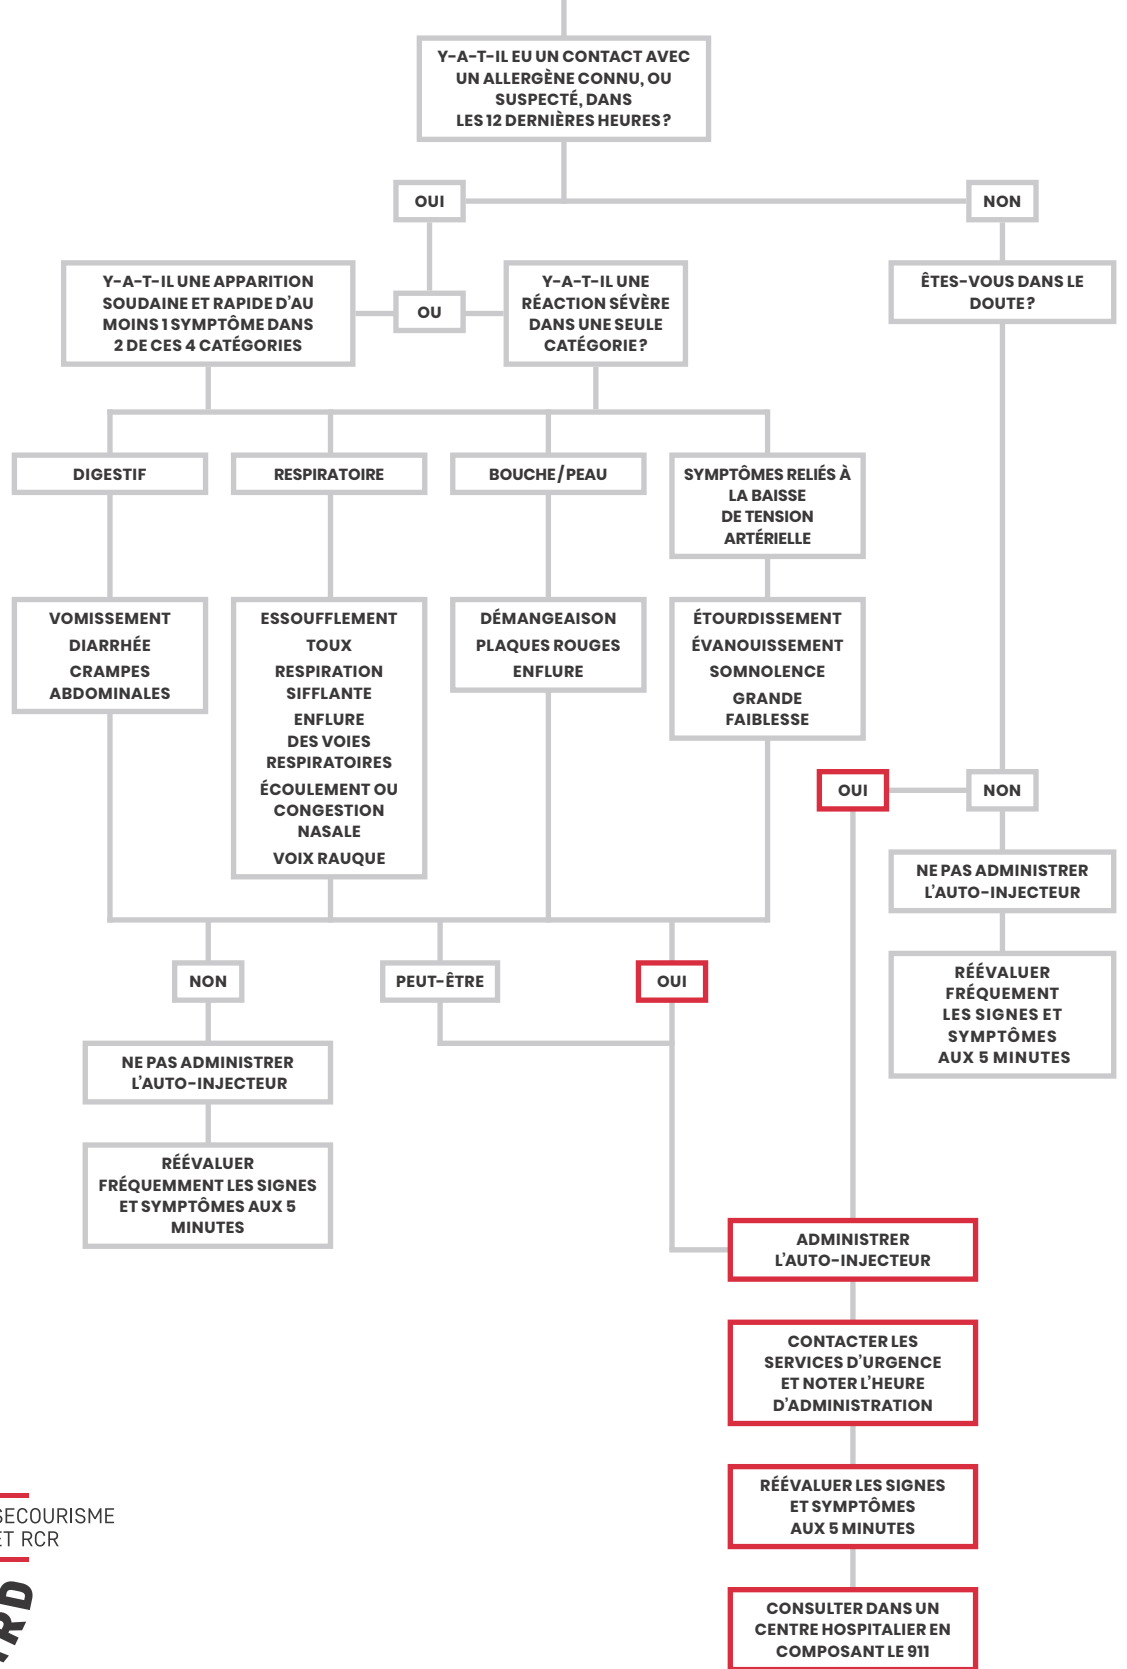 Y-A-T-IL EU UN CONTACT AVEC
UN ALLERGÈNE CONNU, OU
SUSPECTÉ, DANS
LES 12 DERNIÈRES HEURES ?
OUI
NON
Y-A-T-IL UNE APPARITION
SOUDAINE ET RAPIDE D'AU
MOINS 1 SYMPTÔME DANS
2 DE CES 4 CATÉGORIES
OU
Y-A-T-IL UNE
RÉACTION SÉVÈRE
DANS UNE SEULE
CATÉGORIE ?
ÊTES-VOUS DANS LE
DOUTE ?
DIGESTIF
RESPIRATOIRE
BOUCHE / PEAU
SYMPTÔMES RELIÉS À
LA BAISSE
DE TENSION
ARTÉRIELLE
VOMISSEMENT
DIARRHÉE
CRAMPES
ABDOMINALES
ESSOUFFLEMENT
TOUX
RESPIRATION
SIFFLANTE
ENFLURE
DES VOIES
RESPIRATOIRES
ÉCOULEMENT OU
CONGESTION
NASALE
VOIX RAUQUE
DÉMANGEAISON
PLAQUES ROUGES
ENFLURE
ÉTOURDISSEMENT
ÉVANOUISSEMENT
SOMNOLENCE
GRANDE
FAIBLESSE
OUI
NON
NE PAS ADMINISTRER
L'AUTO-INJECTEUR
RÉÉVALUER
FRÉQUEMENT
LES SIGNES ET
SYMPTÔMES
AUX 5 MINUTES
NON
PEUT-ÊTRE
OUI
NE PAS ADMINISTRER
L'AUTO-INJECTEUR
RÉÉVALUER
FRÉQUEMMENT LES SIGNES
ET SYMPTÔMES AUX 5
MINUTES
ADMINISTRER
L'AUTO-INJECTEUR
CONTACTER LES
SERVICES D'URGENCE
ET NOTER L'HEURE
D'ADMINISTRATION
RÉÉVALUER LES SIGNES
ET SYMPTÔMES
AUX 5 MINUTES
CONSULTER DANS UN
CENTRE HOSPITALIER EN
COMPOSANT LE 911
SECOURISME
ET RCR